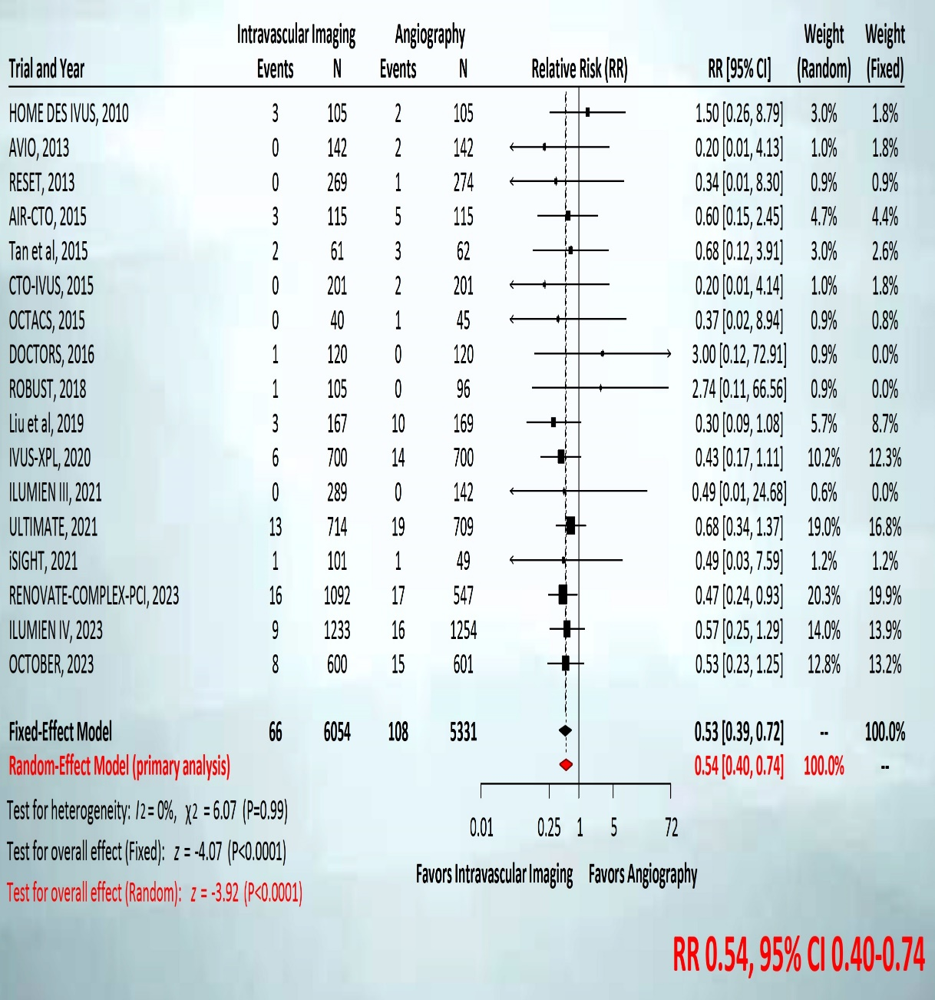 Intravascular Imaging Angiography Weight Weight
Trial and Year Events N Events N Relative Risk (RR) RR [95% CI] (Random) (Fixed)
HOME DES IVUS, 2010 3 105 2 105 1.50 [0.26, 8.79] 3.0% 1.8%
AVIO, 2013 0 142 2 142 0.20 [0.01, 4.13] 1.0% 1.8%
RESET, 2013 0 269 1 274 0.34 [0.01, 8.30] 0.9% 0.9%
AIR-CTO, 2015 3 115 5 115 0.60 [0.15, 2.45] 4.7% 4.4%
Tan et al, 2015 2 61 3 62 0.68 [0.12, 3.91] 3.0% 2.6%
CTO-IVUS, 2015 0 201 2 201 0.20 [0.01, 4.14] 1.0% 1.8%
OCTACS, 2015 0 40 1 45 0.37 [0.02, 8.94] 0.9% 0.8%
DOCTORS, 2016 1 120 0 120 3.00 [0.12, 72.91] 0.9% 0.0%
ROBUST, 2018 1 105 0 96 2.74 [0.11, 66.56] 0.9% 0.0%
Liu et al, 2019 3 167 10 169 0.30 [0.09, 1.08] 5.7% 8.7%
IVUS-XPL, 2020 6 700 14 700 0.43 [0.17, 1.11] 10.2% 12.3%
ILUMIEN III, 2021 0 289 0 142 0.49 [0.01, 24.68] 0.6% 0.0%
ULTIMATE, 2021 13 714 19 709 0.68 [0.34, 1.37] 19.0% 16.8%
iSIGHT, 2021 1 101 1 49 0.49 [0.03, 7.59] 1.2% 1.2%
RENOVATE-COMPLEX-PCI, 2023 16 1092 17 547 0.47 [0.24, 0.93] 20.3% 19.9%
ILUMIEN IV, 2023 9 1233 16 1254 0.57 [0.25, 1.29] 14.0% 13.9%
OCTOBER, 2023 8 600 15 601 0.53 [0.23, 1.25] 12.8% 13.2%
Fixed-Effect Model 66 6054 108 5331 0.53 [0.39, 0.72] -- 100.0%
Random-Effect Model (primary analysis) 0.54 [0.40, 0.74] 100.0% --
Test for heterogeneity: I2 = 0%, χ2 = 6.07 (P=0.99)
0.01 0.25 1 5 72
Test for overall effect (Fixed): z = -4.07 (P<0.0001)
Favors Intravascular Imaging Favors Angiography
Test for overall effect (Random): z = -3.92 (P<0.0001)
RR 0.54, 95% CI 0.40-0.74